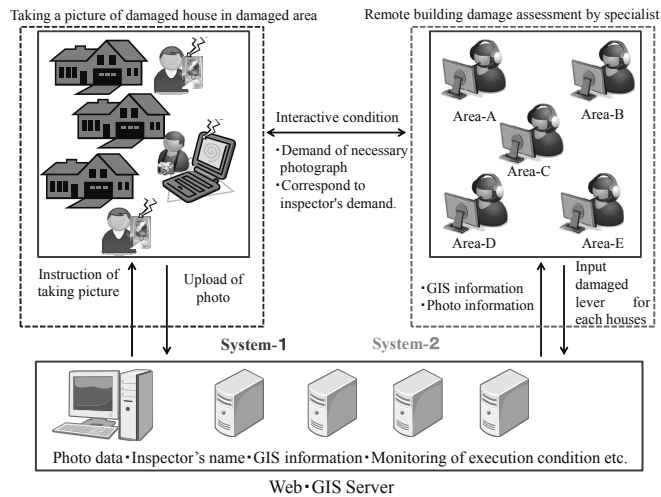 Taking a picture of damaged house in damaged area
Remote building damage assessment by specialist
Area-A
Area-B
Area-C
Area-D
Area-E
Interactive condition
・Demand of necessary
photograph
・Correspond to
inspector's demand.
Instruction of
taking picture
Upload of
photo
・GIS information
・Photo information
Input
damaged
lever for
each houses
System-1
System-2
Photo data・Inspector's name・GIS information・Monitoring of execution condition etc.
Web・GIS Server